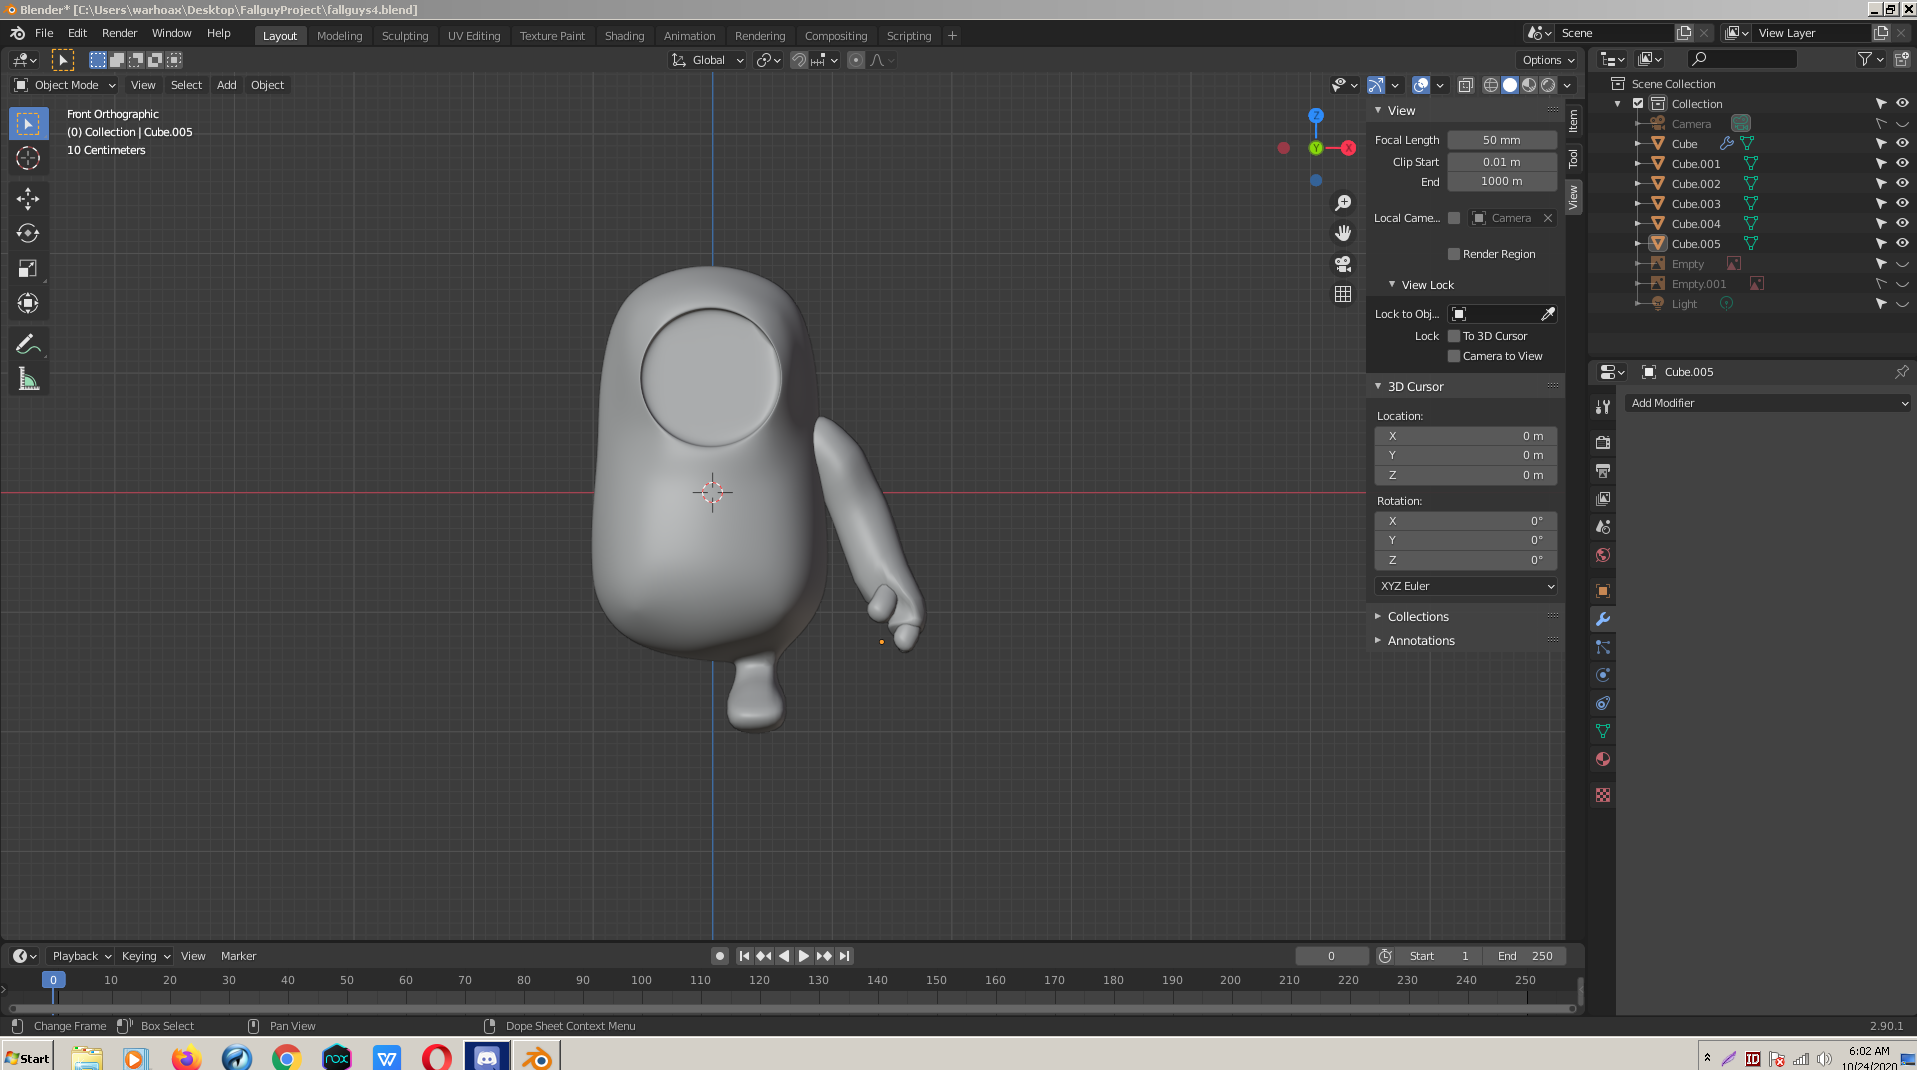 Blender* [C:\Users\warhoax\Desktop\FallguyProject\fallguys4.blend]
File Edit Render Window Help Layout Modeling Sculpting UV Editing Texture Paint Shading Animation Rendering Compositing Scripting + Scene View Layer
Global Options
Object Mode View Select Add Object
Front Orthographic
(0) Collection | Cube.005
10 Centimeters
Z
Y
X
View
Focal Length 50 mm
Clip Start 0.01 m
End 1000 m
Local Came... Camera
Render Region
View Lock
Lock to Obj...
Lock To 3D Cursor
Camera to View
3D Cursor
Location:
X 0 m
Y 0 m
Z 0 m
Rotation:
X 0°
Y 0°
Z 0°
XYZ Euler
Collections
Annotations
Item
Tool
View
Scene Collection
Collection
Camera
Cube
Cube.001
Cube.002
Cube.003
Cube.004
Cube.005
Empty
Empty.001
Light
Cube.005
Add Modifier
Playback Keying View Marker 0 Start 1 End 250
0 10 20 30 40 50 60 70 80 90 100 110 120 130 140 150 160 170 180 190 200 210 220 230 240 250
Change Frame Box Select Pan View Dope Sheet Context Menu 2.90.1
Start nox W ID 6:02 AM
10/24/2020